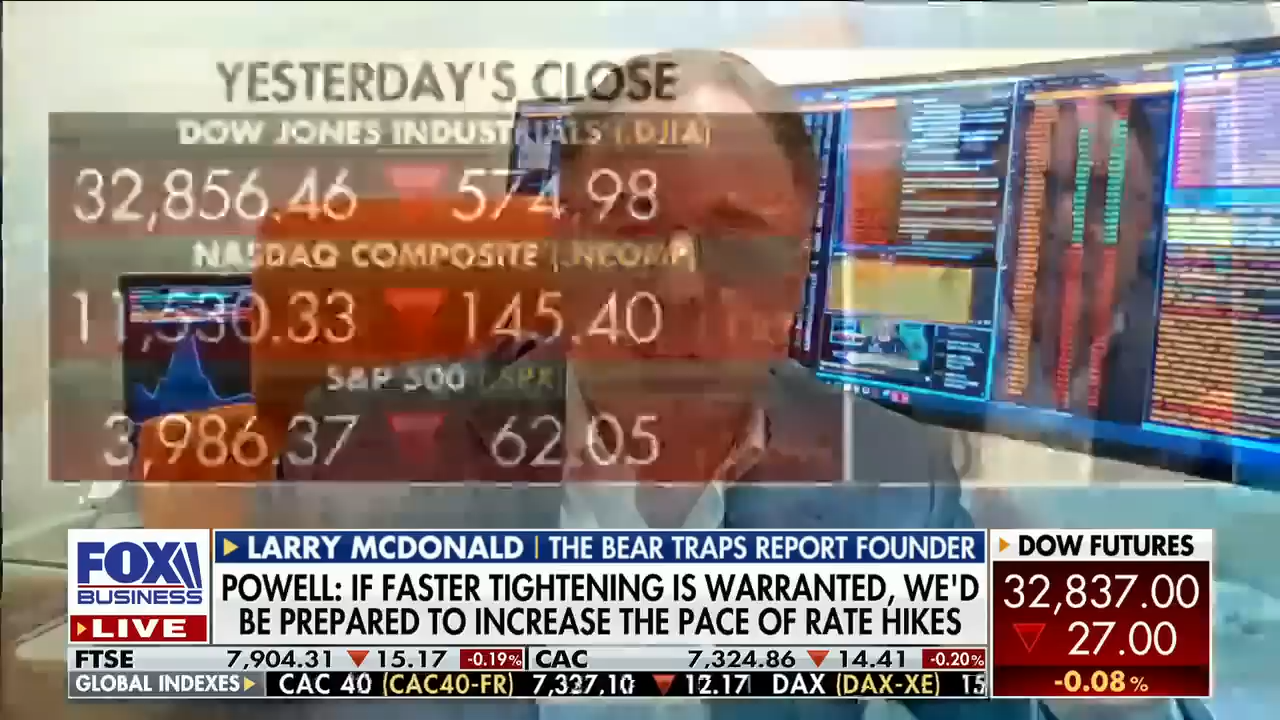 YESTERDAY'S CLOSE
DOW JONES INDUSTRIALS (.DJIA)
32,856.46 ▼ 574.98
NASDAQ COMPOSITE (.NCOMP)
11,530.33 ▼ 145.40
S&P 500 (.SPX)
3,986.37 ▼ 62.05
FOX BUSINESS
LIVE
LARRY MCDONALD | THE BEAR TRAPS REPORT FOUNDER
POWELL: IF FASTER TIGHTENING IS WARRANTED, WE'D
BE PREPARED TO INCREASE THE PACE OF RATE HIKES
DOW FUTURES
32,837.00
▼ 27.00
-0.08%
FTSE 7,904.31 ▼ 15.17 -0.19% CAC 7,324.86 ▼ 14.41 -0.20%
GLOBAL INDEXES CAC 40 (CAC40-FR) ▼ 12.17 DAX (DAX-XE) 15